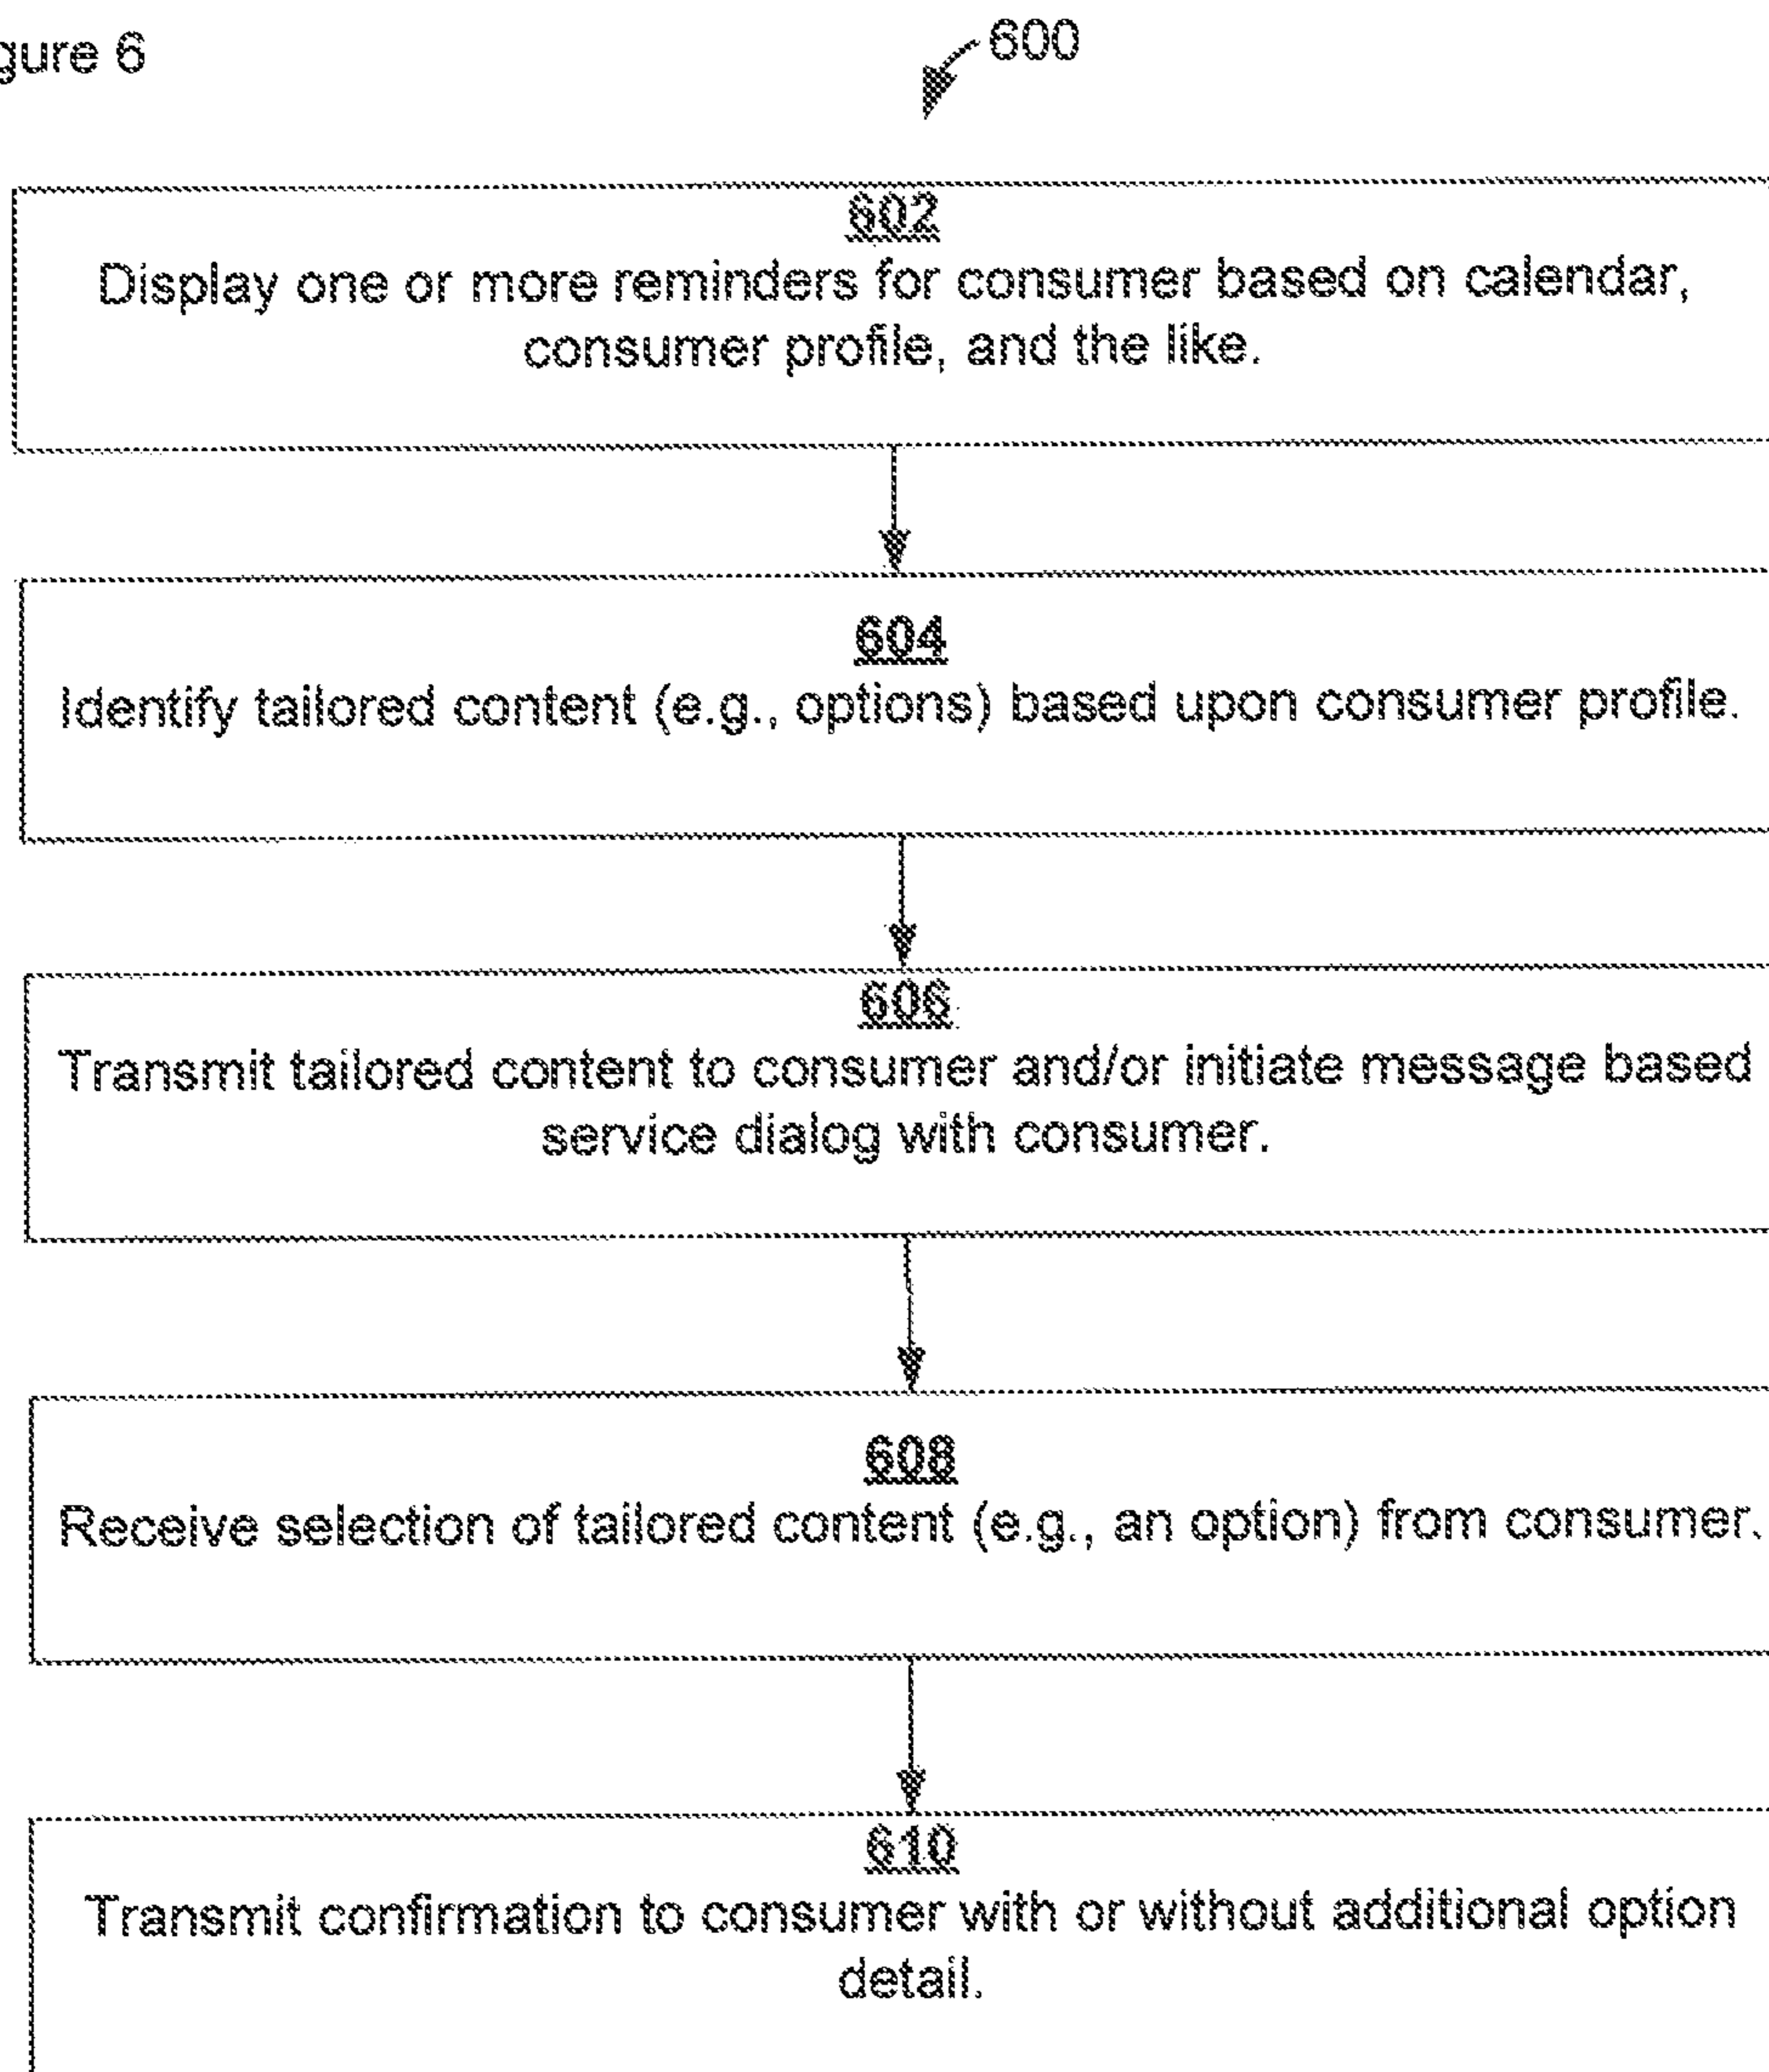 gure 6
600
602
Display one or more reminders for consumer based on calendar,
consumer profile, and the like.
604
Identify tailored content (e.g., options) based upon consumer profile.
606
Transmit tailored content to consumer and/or initiate message based
service dialog with consumer.
608
Receive selection of tailored content (e.g., an option) from consumer.
610
Transmit confirmation to consumer with or without additional option
detail.